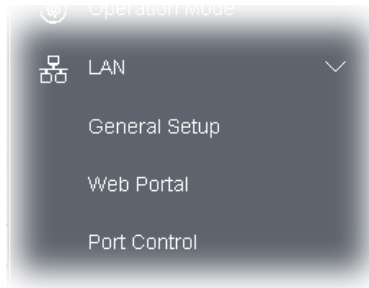 Operation Mode
LAN
General Setup
Web Portal
Port Control